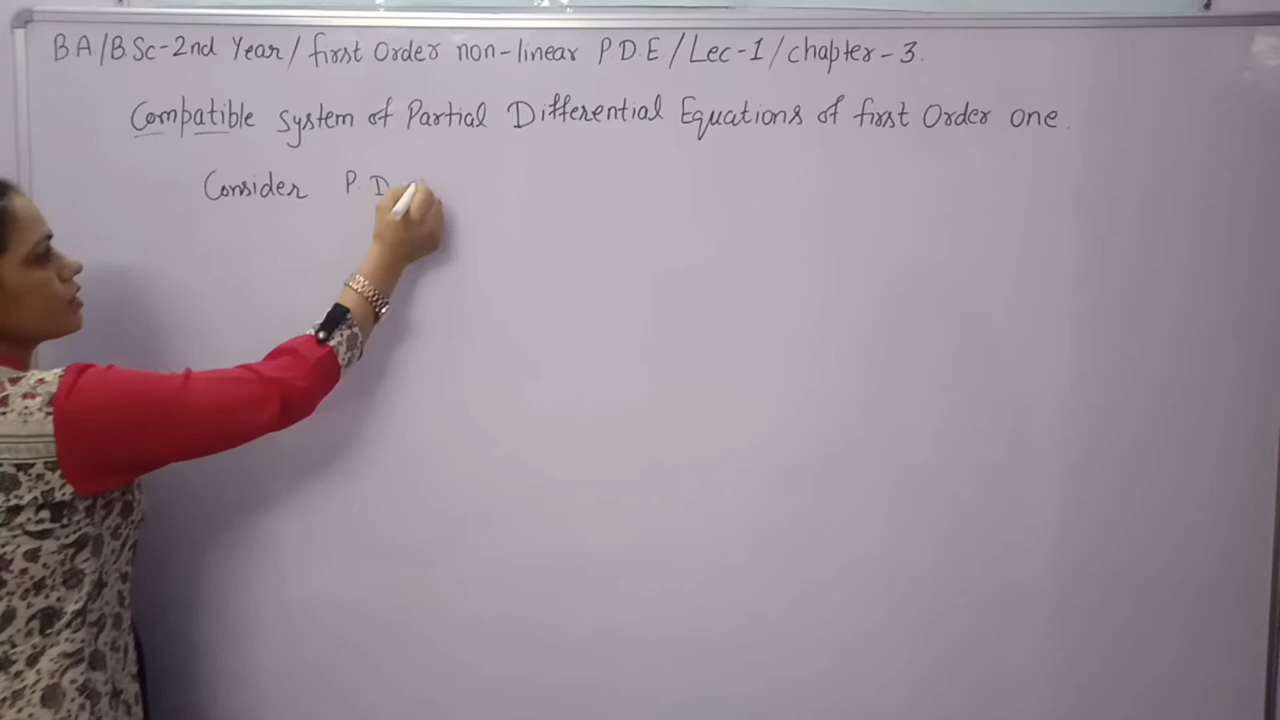 BA/B.Sc-2nd Year/first Order non-linear P.D.E/Lec-1/chapter-3.
Compatible System of Partial Differential Equations of first Order one.
Consider P.D